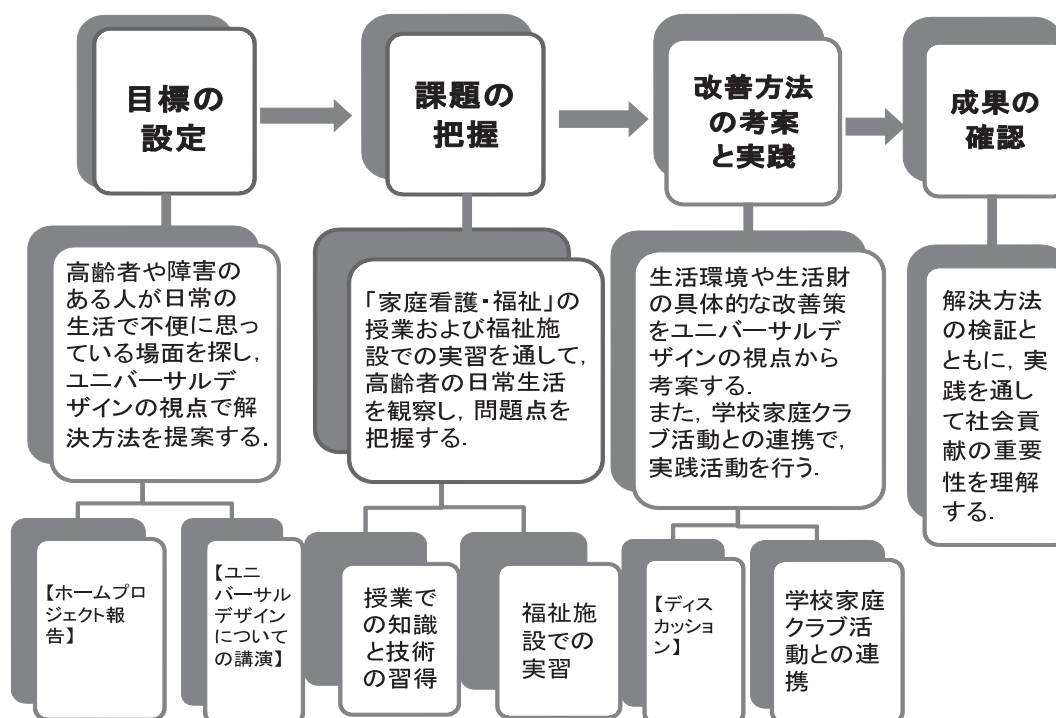 目標の
設定
課題の
把握
改善方法
の考案
と実践
成果の
確認
高齢者や障害の
ある人が日常の
生活で不便に思っ
ている場面を探し，
ユニバーサルデ
ザインの視点で解
決方法を提案する．
「家庭看護・福祉」の
授業および福祉施
設での実習を通して，
高齢者の日常生活
を観察し，問題点を
把握する．
生活環境や生活財
の具体的な改善策
をユニバーサルデ
ザインの視点から
考案する．
また，学校家庭クラ
ブ活動との連携で，
実践活動を行う．
解決方法
の検証と
ともに，実
践を通し
て社会貢
献の重要
性を理解
する．
【ホームプロ
ジェクト報
告】
【ユニ
バーサル
デザイン
について
の講演】
授業で
の知識
と技術
の習得
福祉施
設での
実習
【ディス
カッショ
ン】
学校家庭
クラブ活
動との連
携